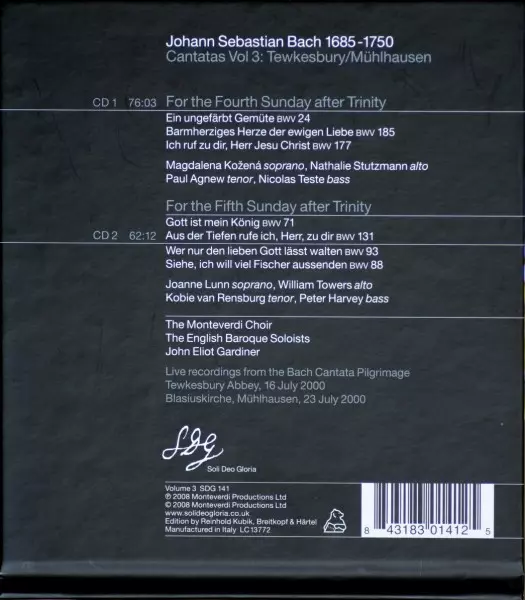 Johann Sebastian Bach 1685-1750
Cantatas Vol 3: Tewkesbury/Mühlhausen
CD 1 76:03 For the Fourth Sunday after Trinity
Ein ungefärbt Gemüte BWV 24
Barmherziges Herze der ewigen Liebe BWV 185
Ich ruf zu dir, Herr Jesu Christ BWV 177
Magdalena Kožená soprano, Nathalie Stutzmann alto
Paul Agnew tenor, Nicolas Teste bass
For the Fifth Sunday after Trinity
Gott ist mein König BWV 71
CD 2 62:12 Aus der Tiefen rufe ich, Herr, zu dir BWV 131
Wer nur den lieben Gott lässt walten BWV 93
Siehe, ich will viel Fischer aussenden BWV 88
Joanne Lunn soprano, William Towers alto
Kobie van Rensburg tenor, Peter Harvey bass
The Monteverdi Choir
The English Baroque Soloists
John Eliot Gardiner
Live recordings from the Bach Cantata Pilgrimage
Tewkesbury Abbey, 16 July 2000
Blasiuskirche, Mühlhausen, 23 July 2000
SDG
Soli Deo Gloria
Volume 3 SDG 141
℗ 2008 Monteverdi Productions Ltd
© 2008 Monteverdi Productions Ltd
www.solideogloria.co.uk
Edition by Reinhold Kubik, Breitkopf & Härtel
Manufactured in Italy LC13772
8 43183 01412 5